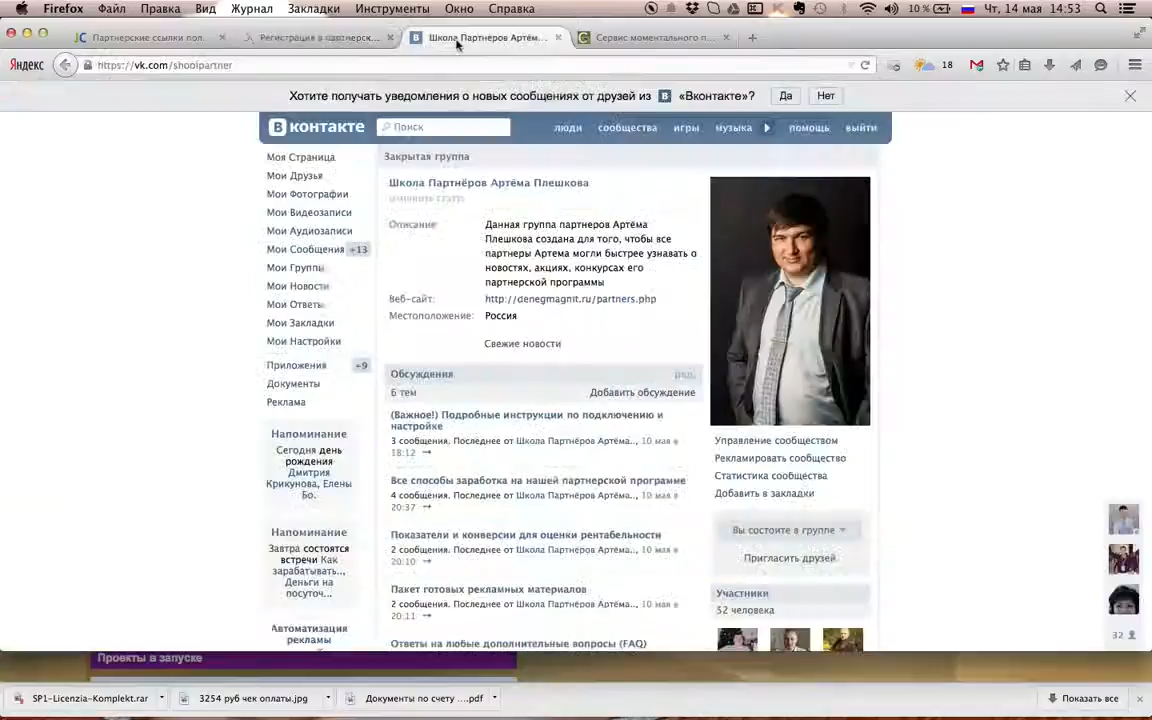 Firefox Файл Правка Вид Журнал Закладки Инструменты Окно Справка 10 % Чт, 14 мая 14:53
Партнерские ссылки пол... Регистрация в партнерск... Школа Партнеров Артём... Сервис моментального п...
Яндекс https://vk.com/shoolpartner 18
Хотите получать уведомления о новых сообщениях от друзей из В «Вконтакте»? Да Нет
В контакте Поиск люди сообщества игры музыка помощь выйти
Моя Страница
Мои Друзья
Мои Фотографии
Мои Видеозаписи
Мои Аудиозаписи
Мои Сообщения +13
Мои Группы
Мои Новости
Мои Ответы
Мои Закладки
Мои Настройки
Приложения +9
Документы
Реклама
Напоминание
Сегодня день
рождения
Дмитрия
Крикунова, Елены
Бо.
Напоминание
Завтра состоятся
встречи Как
зарабатывать..,
Деньги на
посуточ...
Автоматизация
рекламы
Закрытая группа
Школа Партнёров Артёма Плешкова
изменить статус
Описание: Данная группа партнеров Артёма
Плешкова создана для того, чтобы все
партнеры Артема могли быстрее узнавать о
новостях, акциях, конкурсах его
партнерской программы
Веб-сайт: http://denegmagnit.ru/partners.php
Местоположение: Россия
Свежие новости
Обсуждения ред.
6 тем Добавить обсуждение
(Важное!) Подробные инструкции по подключению и
настройке
3 сообщения. Последнее от Школа Партнёров Артёма.., 10 мая в
18:12 →
Все способы заработка на нашей партнерской программе
4 сообщения. Последнее от Школа Партнёров Артёма.., 10 мая в
20:37 →
Показатели и конверсии для оценки рентабельности
2 сообщения. Последнее от Школа Партнёров Артёма.., 10 мая в
20:10 →
Пакет готовых рекламных материалов
2 сообщения. Последнее от Школа Партнёров Артёма.., 10 мая в
20:11 →
Ответы на любые дополнительные вопросы (FAQ)
Управление сообществом
Рекламировать сообщество
Статистика сообщества
Добавить в закладки
Вы состоите в группе
Пригласить друзей
Участники
52 человека
32
Проекты в запуске
SP1-Licenzia-Komplekt.rar 3254 руб чек оплаты.jpg Документы по счету ....pdf Показать все